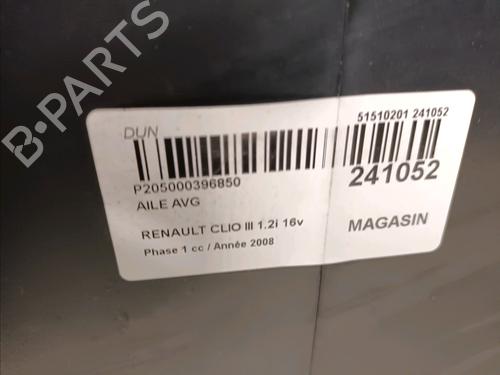 DUN
51510201 241052
P205000396850
241052
AILE AVG
RENAULT CLIO III 1.2i 16v
MAGASIN
Phase 1 cc / Année 2008
B-PARTS